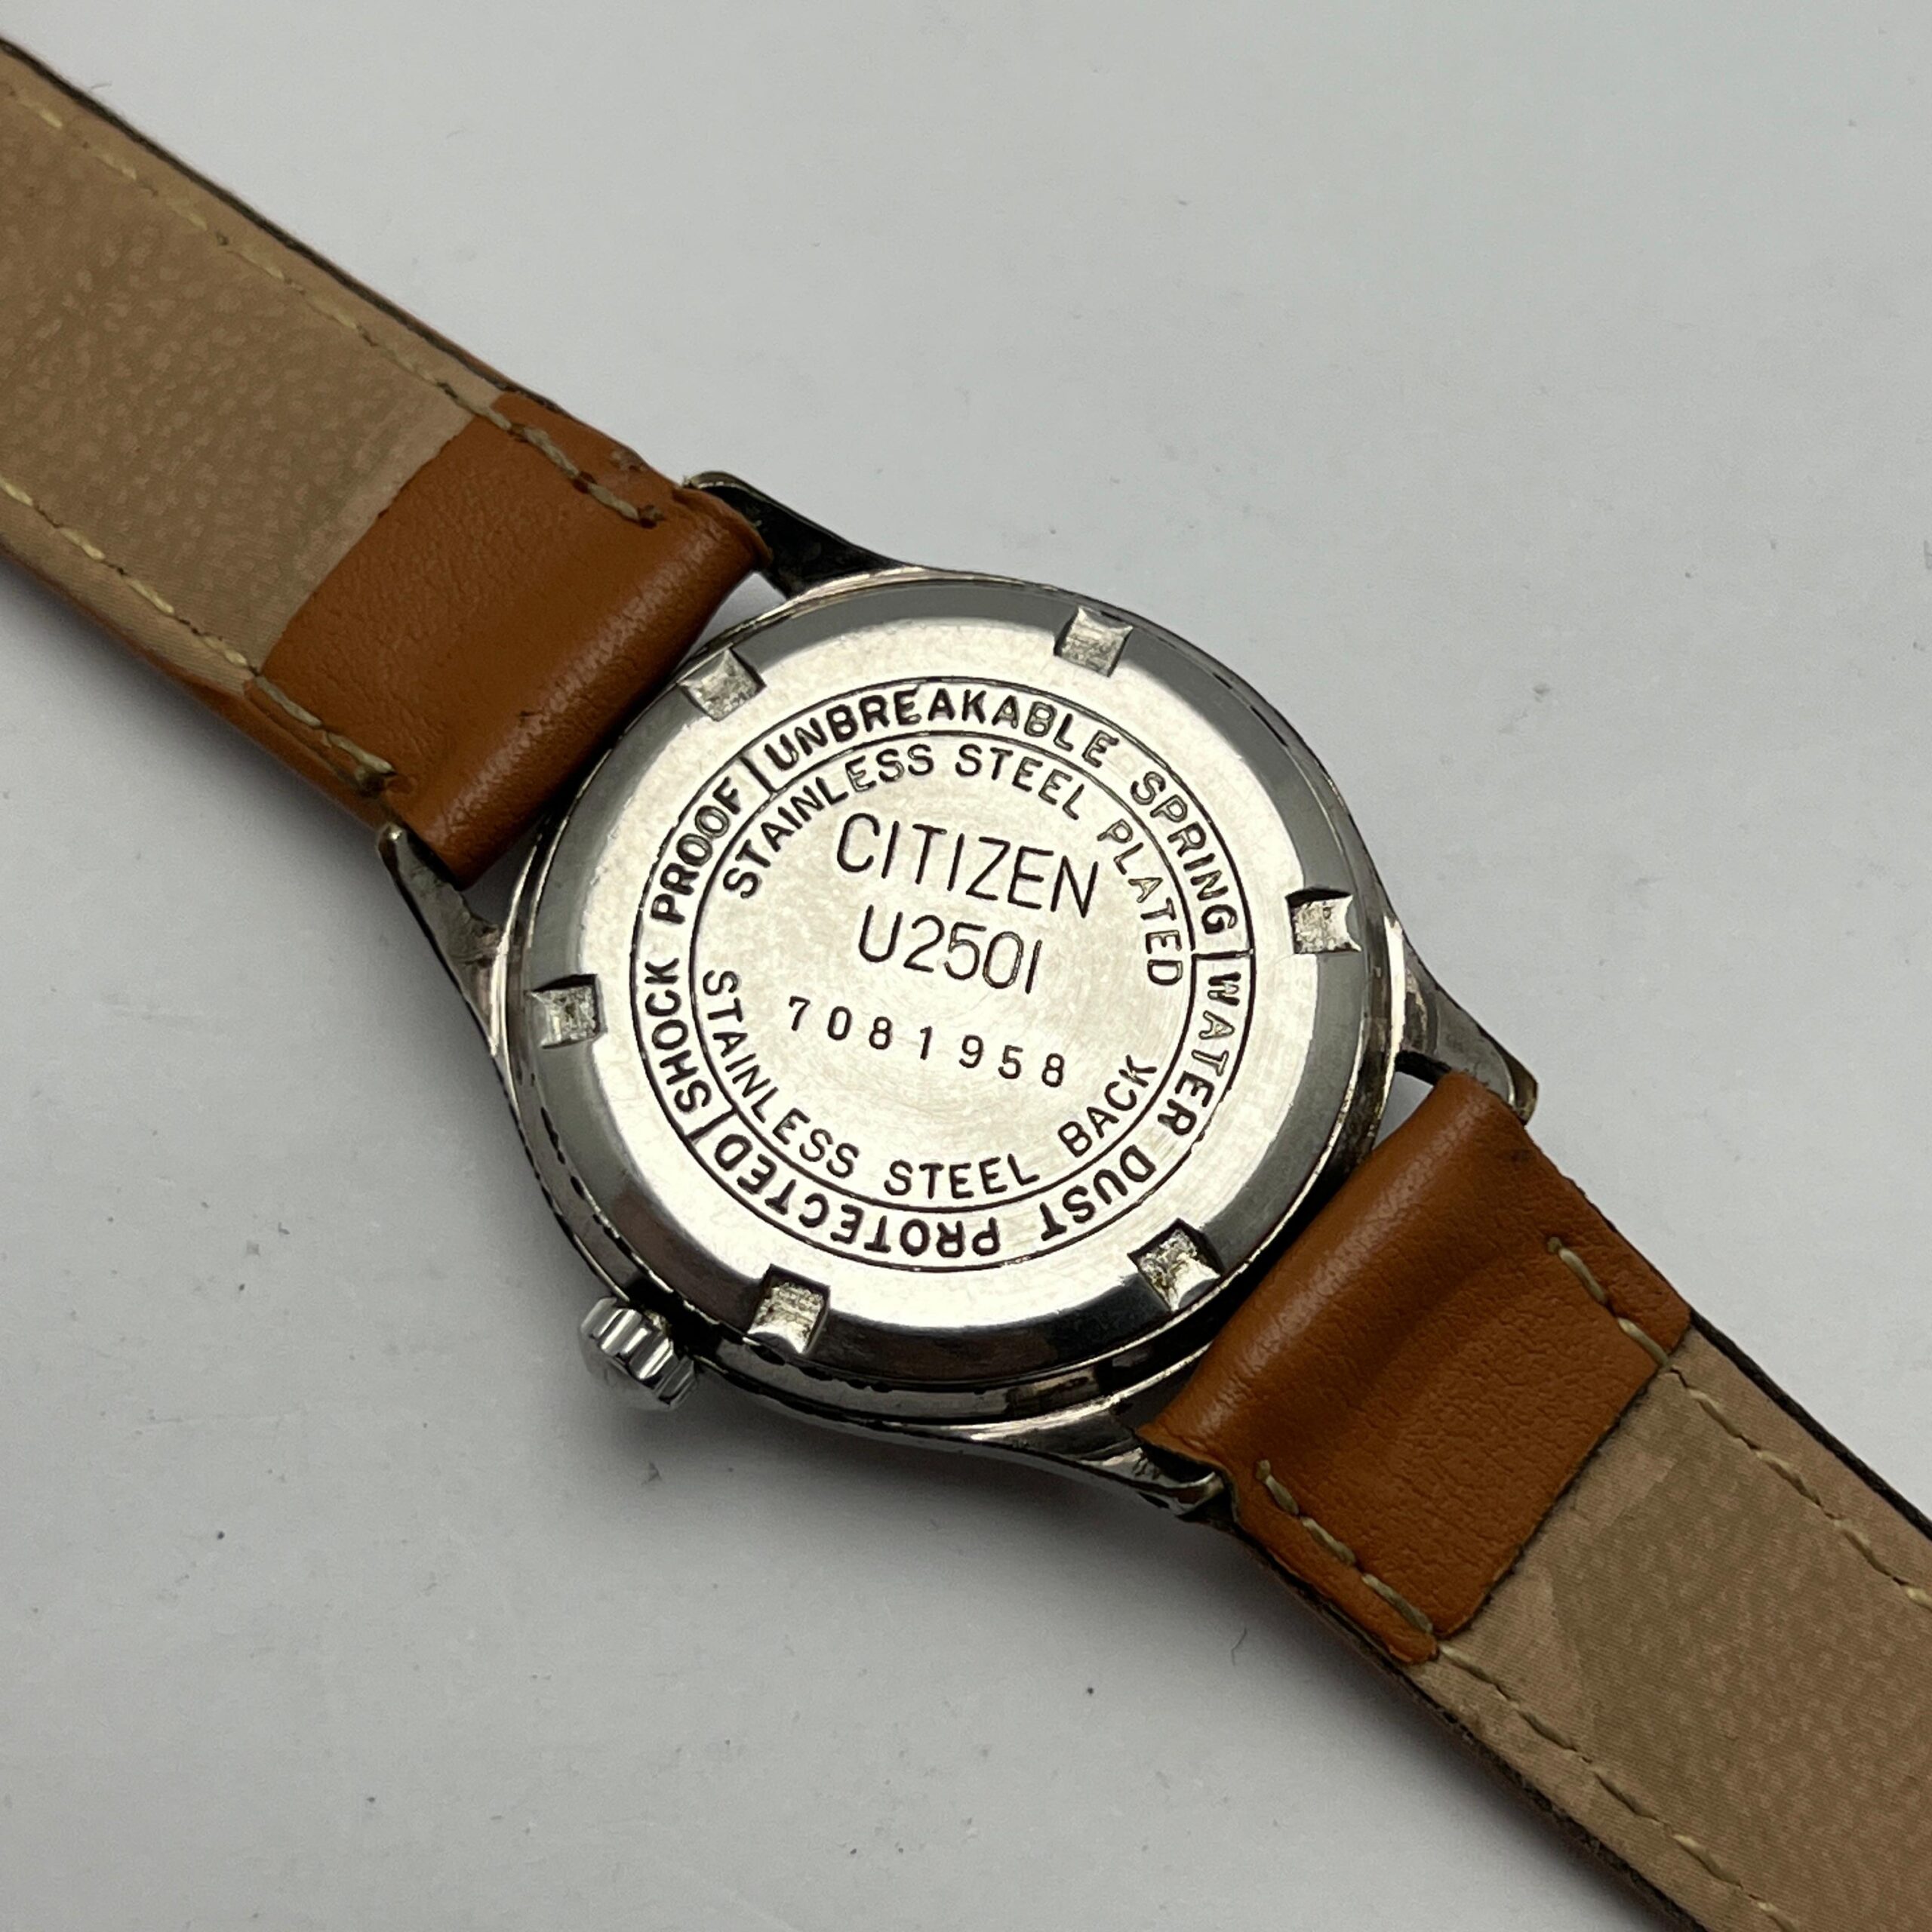 UNBREAKABLE SPRING | WATER DUST PROTECTED | SHOCK PROOF |
STAINLESS STEEL PLATED
CITIZEN
U2501
7081958
STAINLESS STEEL BACK